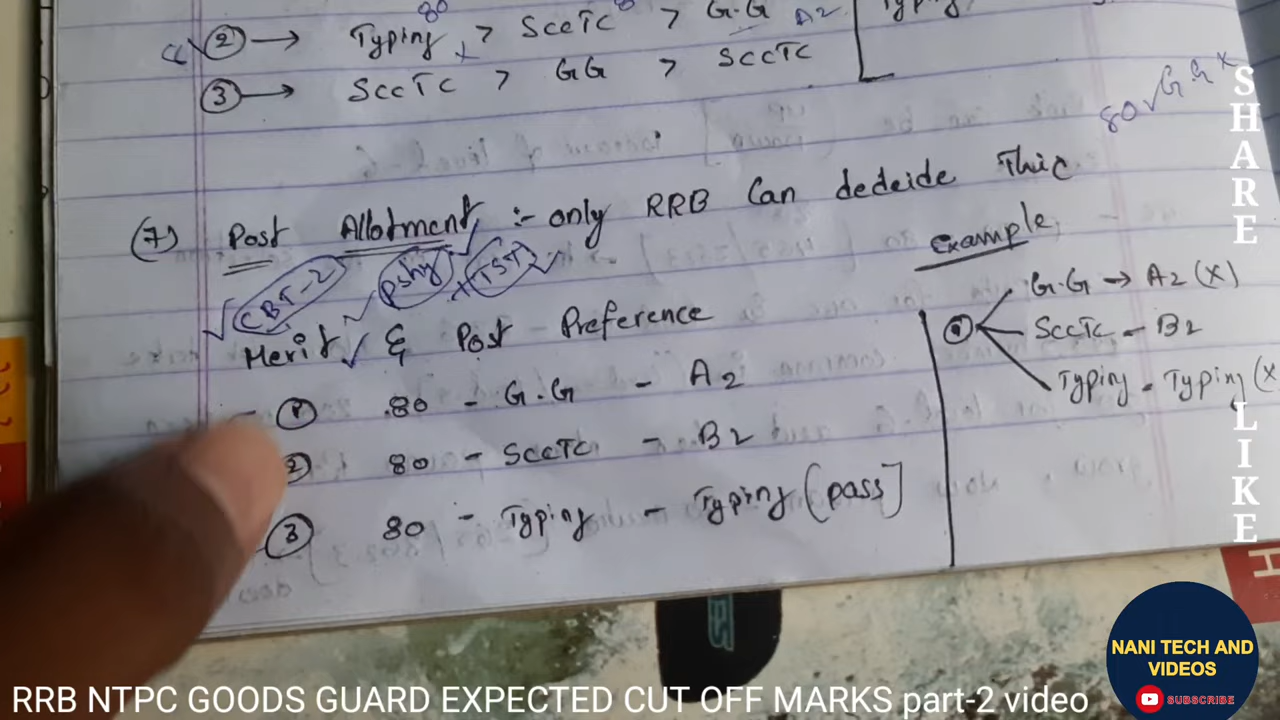 80
② → Typing > SccTC > G.G A2
③ → SccTC > GG > SccTC
80 √ G.G x
(7) Post Allotment :- only RRB Can dedeide This
CBT-2 pshy TST
Merit & Post Preference
① 80 - G.G - A2
② 80 - SccTC - B2
③ 80 - Typing - Typing (pass]
Example
① G.G → A2 (X)
SccTC - B2
Typing - Typing (X
SHARE
LIKE
NANI TECH AND
VIDEOS
SUBSCRIBE
RRB NTPC GOODS GUARD EXPECTED CUT OFF MARKS part-2 video